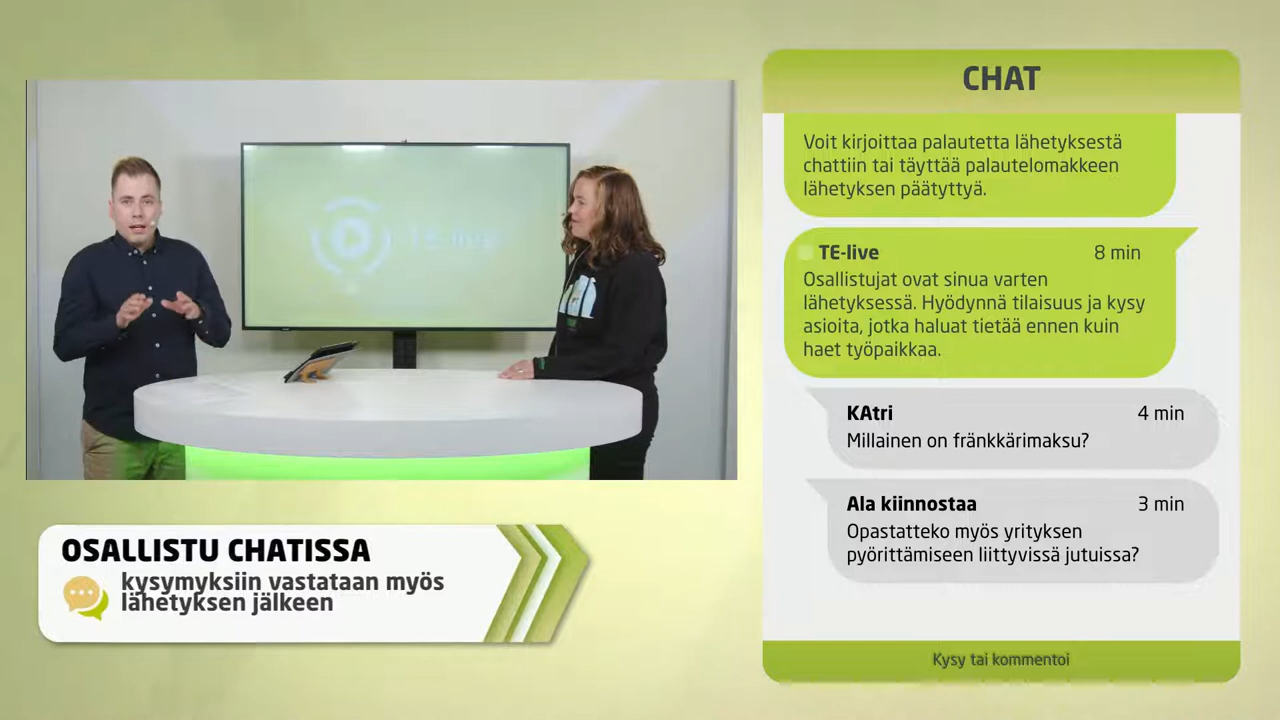 TE-live
OSALLISTU CHATISSA
kysymyksiin vastataan myös
lähetyksen jälkeen
CHAT
Voit kirjoittaa palautetta lähetyksestä
chattiin tai täyttää palautelomakkeen
lähetyksen päätyttyä.
TE-live 8 min
Osallistujat ovat sinua varten
lähetyksessä. Hyödynnä tilaisuus ja kysy
asioita, jotka haluat tietää ennen kuin
haet työpaikkaa.
KAtri 4 min
Millainen on fränkkärimaksu?
Ala kiinnostaa 3 min
Opastatteko myös yrityksen
pyörittämiseen liittyvissä jutuissa?
Kysy tai kommentoi